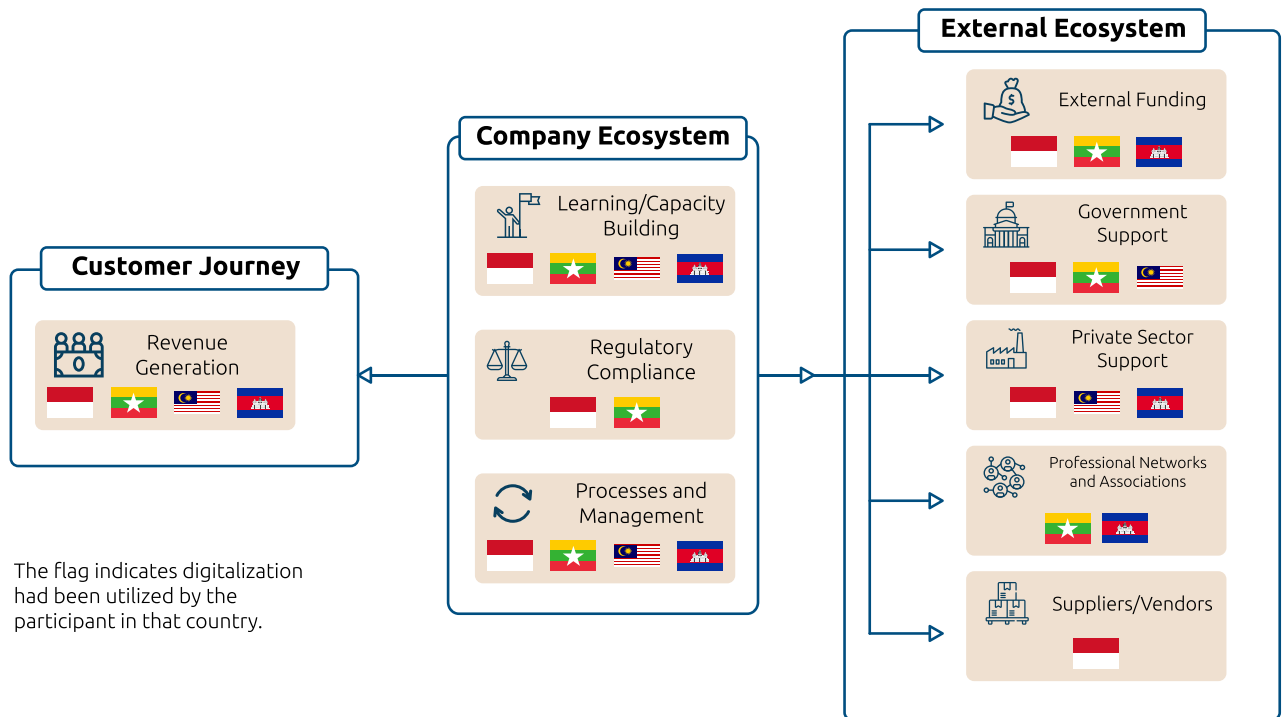 Customer Journey
Revenue
Generation
The flag indicates digitalization
had been utilized by the
participant in that country.
Company Ecosystem
Learning/Capacity
Building
Regulatory
Compliance
Processes and
Management
External Ecosystem
$
External Funding
Government
Support
Private Sector
Support
Professional Networks
and Associations
Suppliers/Vendors